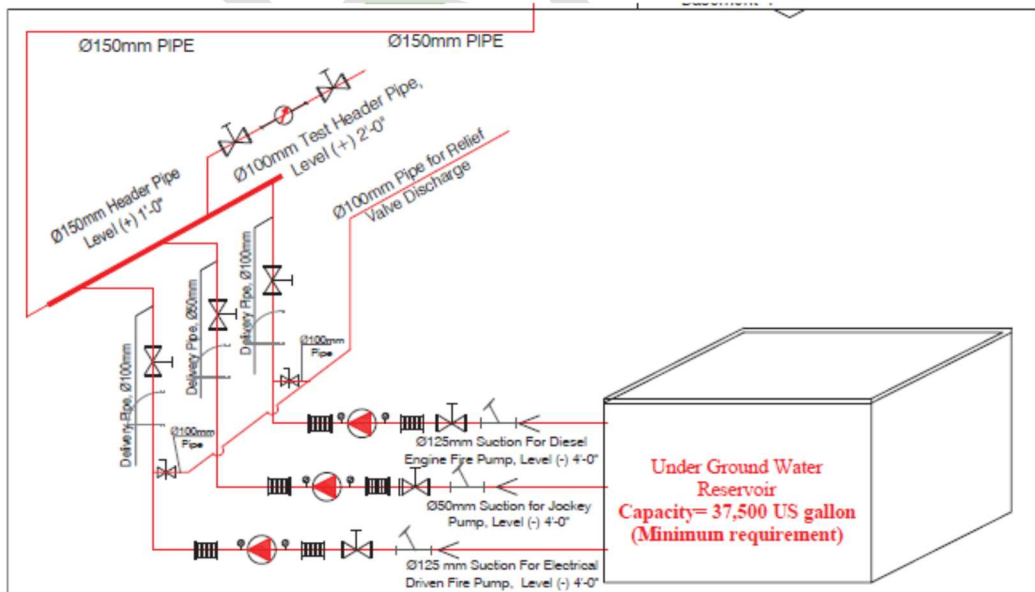 Ø150mm PIPE
Ø150mm PIPE
Ø100mm Test Header Pipe,
Level (+) 2'-0"
Ø150mm Header Pipe
Level (+) 1'-0"
Ø100mm Pipe for Relief
Valve Discharge
Delivery Pipe, Ø100mm
Delivery Pipe, Ø50mm
Delivery Pipe, Ø100mm
Ø100mm
Pipe
Ø100mm
Pipe
Ø125mm Suction For Diesel
Engine Fire Pump, Level (-) 4'-0"
Ø50mm Suction for Jockey
Pump, Level (-) 4'-0"
Ø125 mm Suction For Electrical
Driven Fire Pump, Level (-) 4'-0"
Under Ground Water
Reservoir
Capacity= 37,500 US gallon
(Minimum requirement)